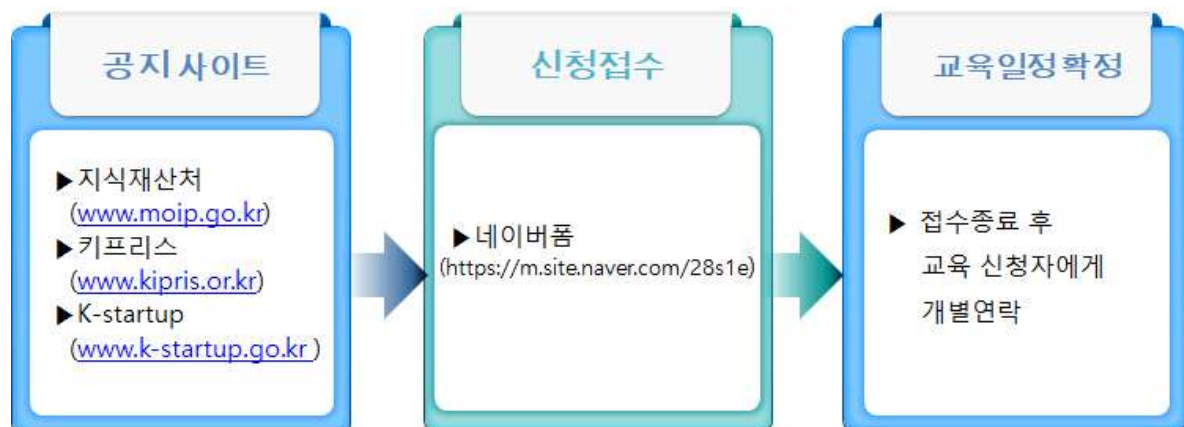 공지 사이트
▶지식재산처
(www.moip.go.kr)
▶키프리스
(www.kipris.or.kr)
▶K-startup
(www.k-startup.go.kr )
신청접수
▶네이버폼
(https://m.site.naver.com/28s1e)
교육일정확정
▶ 접수종료 후
교육 신청자에게
개별연락